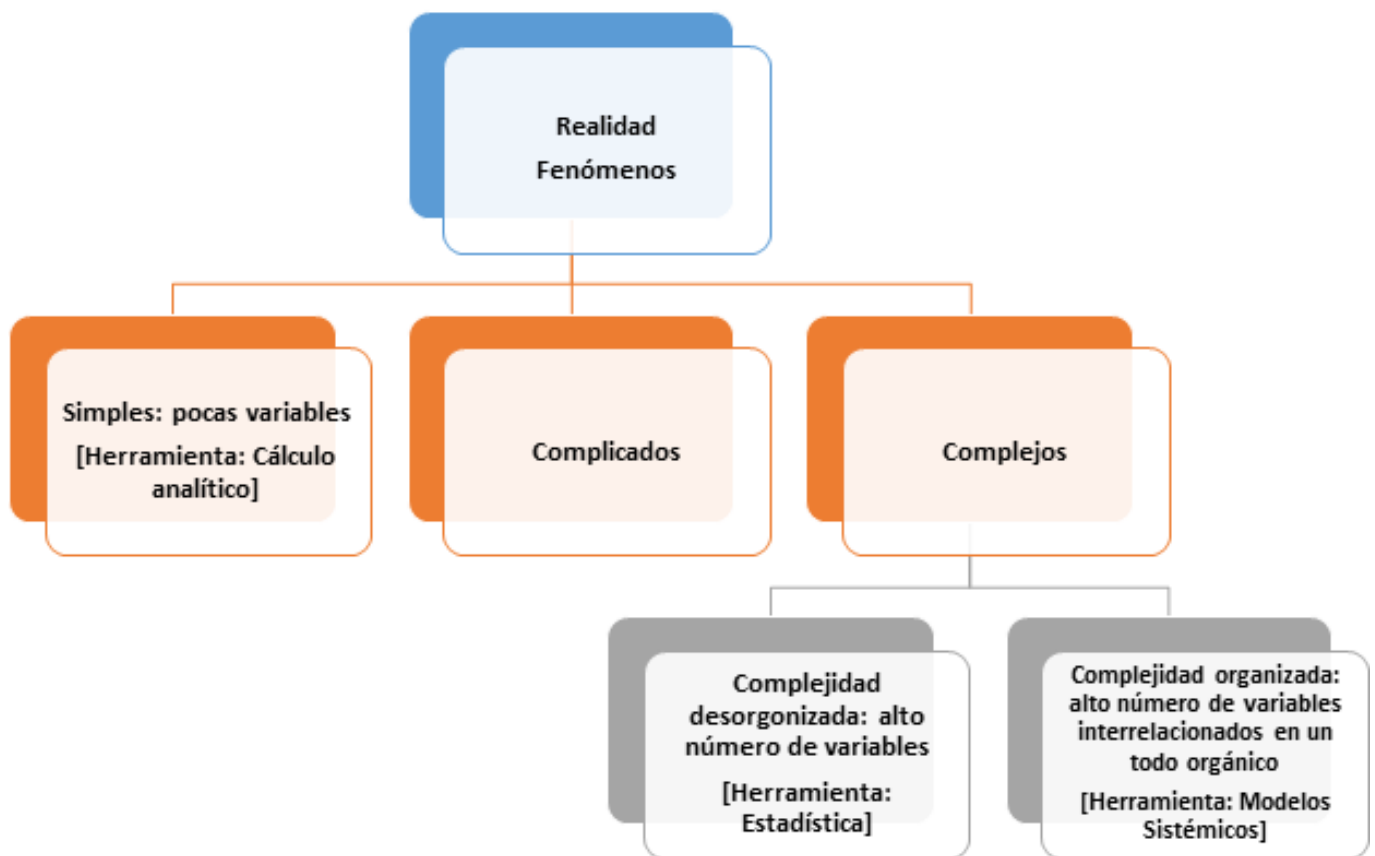 Realidad
Fenómenos
Simples: pocas variables
[Herramienta: Cálculo
analítico]
Complicados
Complejos
Complejidad
desorgonizada: alto
número de variables
[Herramienta:
Estadística]
Complejidad organizada:
alto número de variables
interrelacionados en un
todo orgánico
[Herramienta: Modelos
Sistémicos]